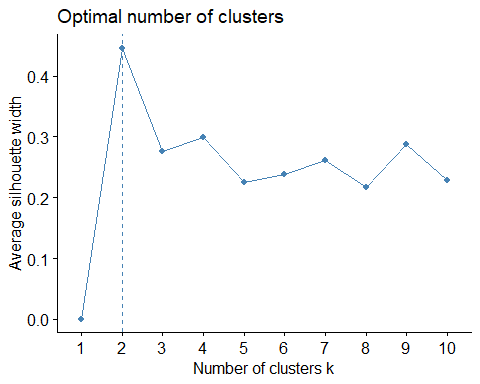 Optimal number of clusters
Average silhouette width
0.4
0.3
0.2
0.1
0.0
1 2 3 4 5 6 7 8 9 10
Number of clusters k